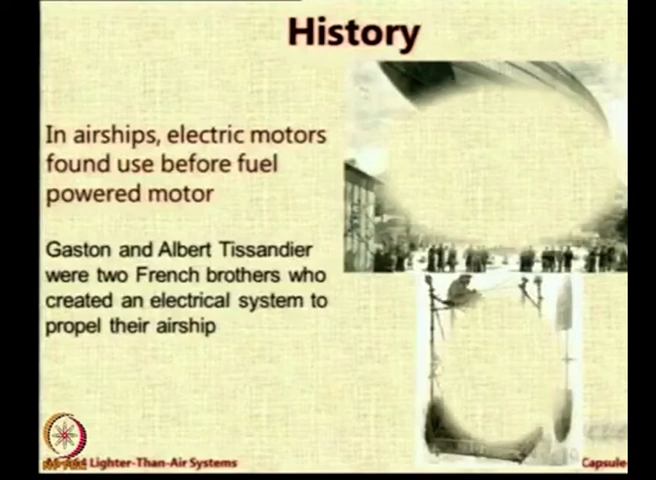 History
In airships, electric motors
found use before fuel
powered motor
Gaston and Albert Tissandier
were two French brothers who
created an electrical system to
propel their airship
Lighter-Than-Air Systems
Capsule